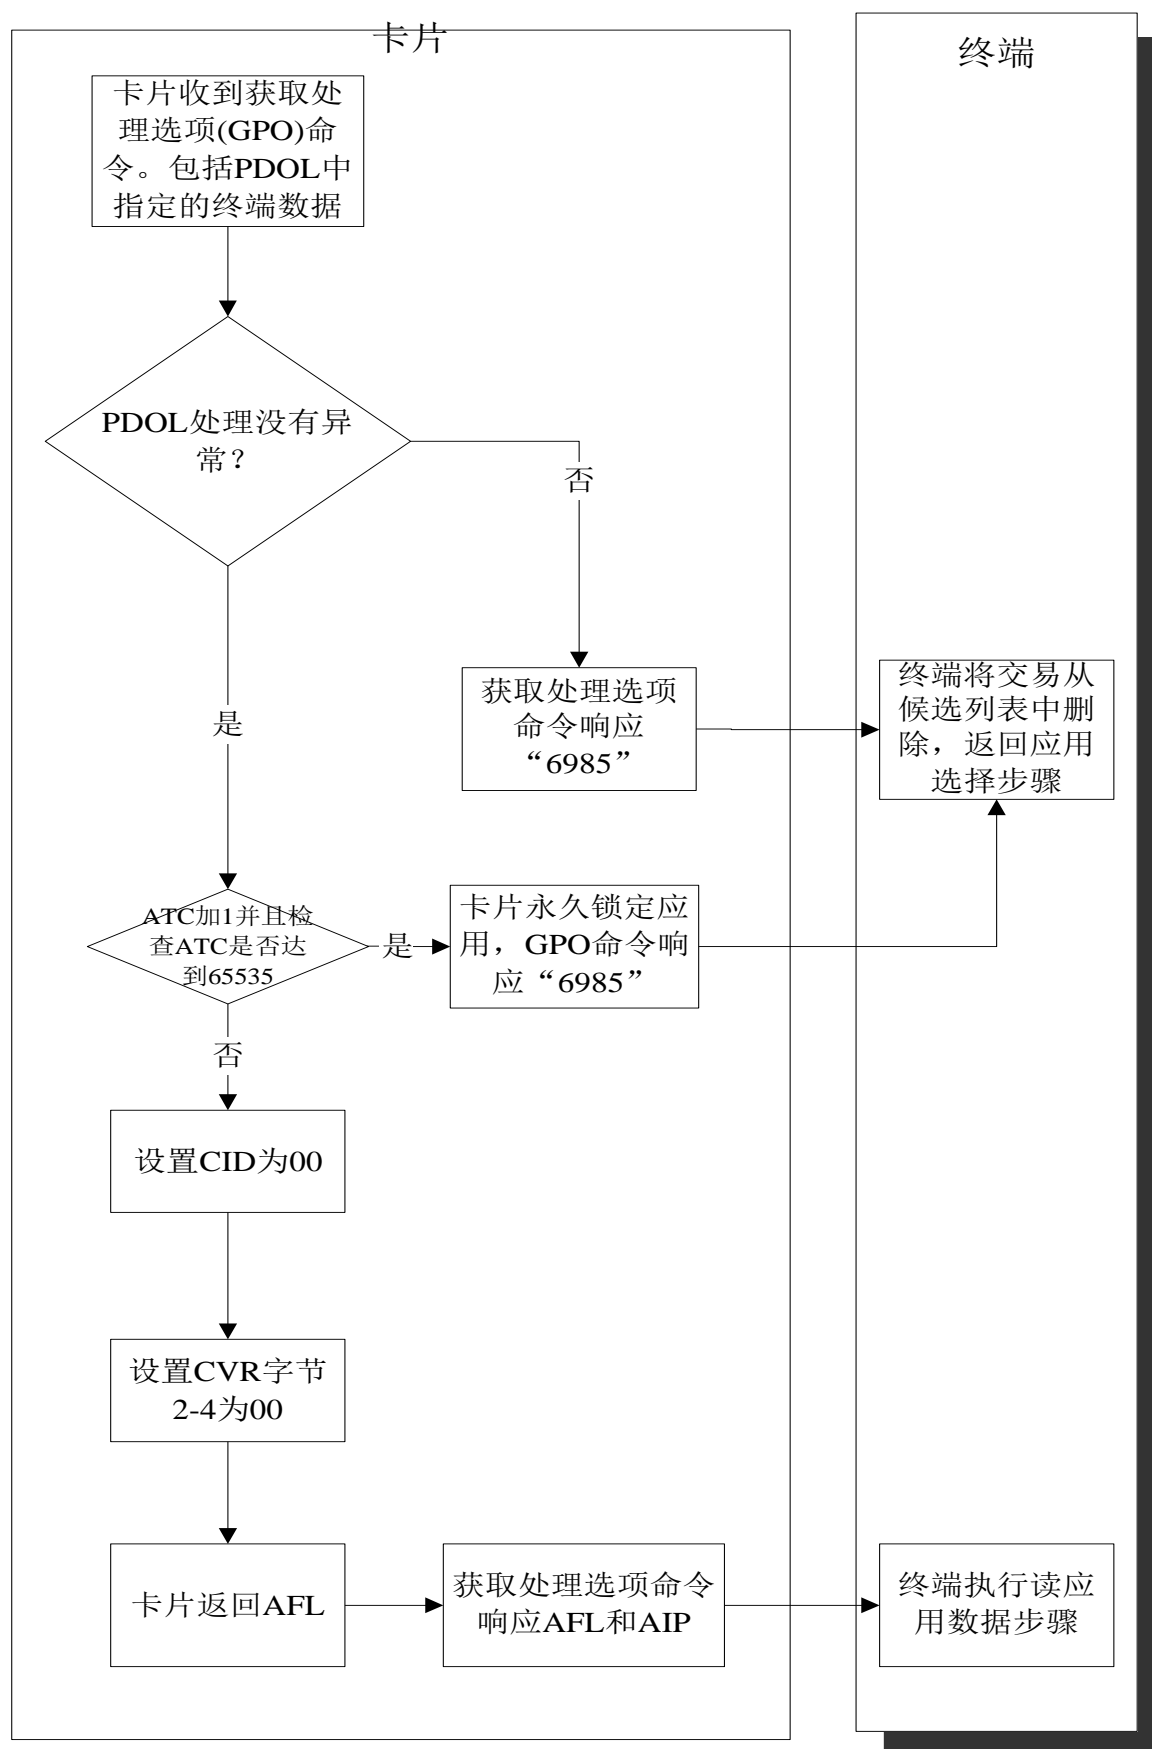 卡片
终端
卡片收到获取处
理选项(GPO)命
令。包括PDOL中
指定的终端数据
PDOL处理没有异
常？
否
是
获取处理选项
命令响应
“6985”
终端将交易从
候选列表中删
除，返回应用
选择步骤
ATC加1并且检
查ATC是否达
到65535
是
卡片永久锁定应
用，GPO命令响
应“6985”
否
设置CID为00
设置CVR字节
2-4为00
卡片返回AFL
获取处理选项命令
响应AFL和AIP
终端执行读应
用数据步骤